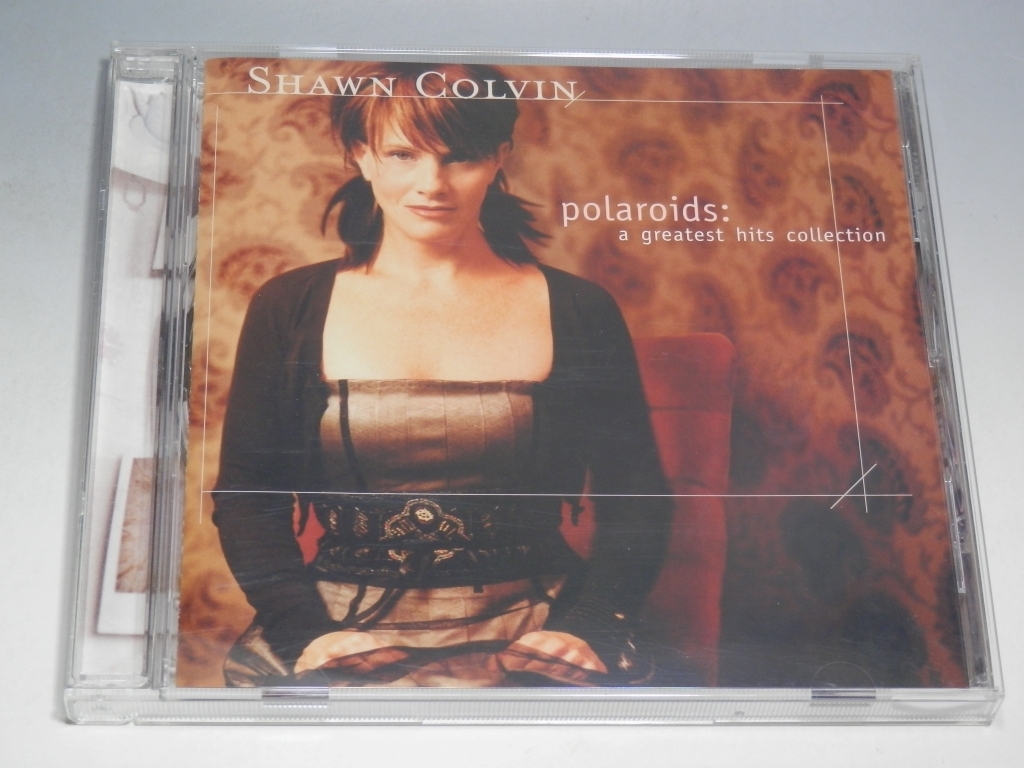 SHAWN COLVIN
polaroids:
a greatest hits collection